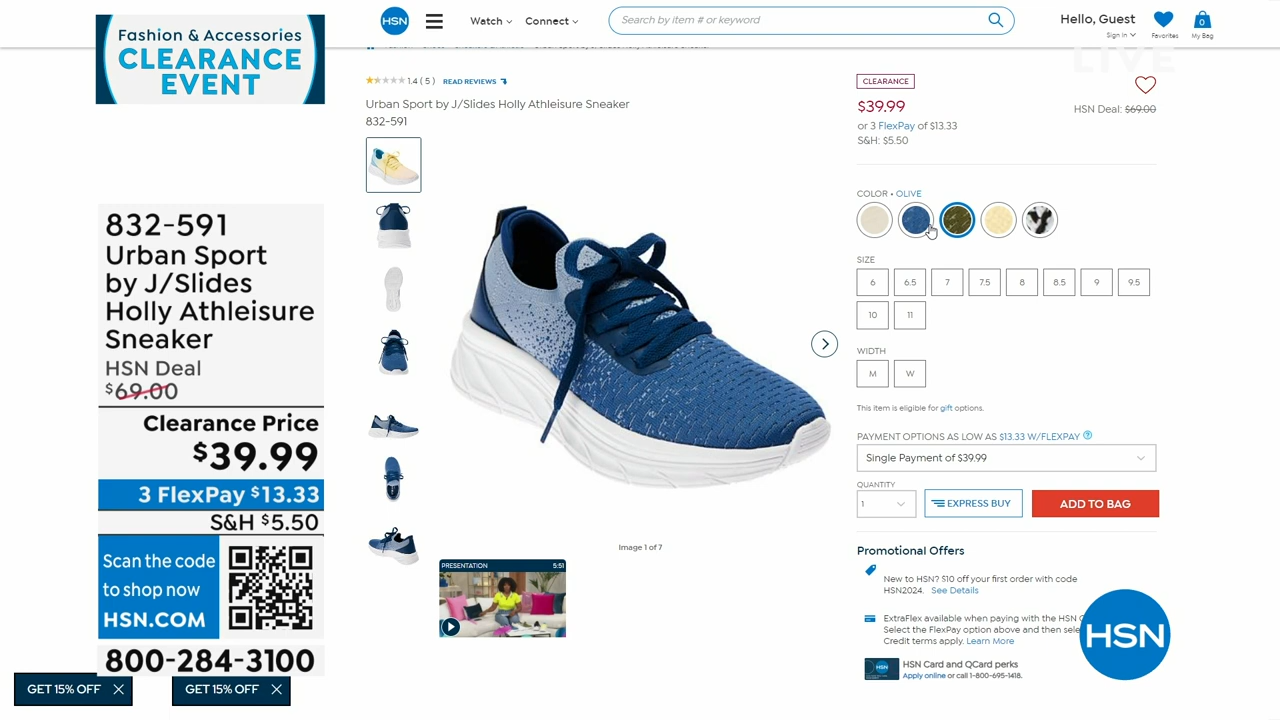 Fashion & Accessories
CLEARANCE
EVENT
HSN
Watch
Connect
Search by item # or keyword
Hello, Guest
Sign In
Favorites
0
My Bag
LIVE
1.4 ( 5 )
READ REVIEWS
Urban Sport by J/Slides Holly Athleisure Sneaker
832-591
CLEARANCE
$39.99
HSN Deal: $69.00
or 3 FlexPay of $13.33
S&H: $5.50
COLOR • OLIVE
SIZE
6
6.5
7
7.5
8
8.5
9
9.5
10
11
WIDTH
M
W
This item is eligible for gift options.
PAYMENT OPTIONS AS LOW AS $13.33 W/FLEXPAY
Single Payment of $39.99
QUANTITY
1
EXPRESS BUY
ADD TO BAG
Image 1 of 7
PRESENTATION
5:51
Promotional Offers
New to HSN? $10 off your first order with code
HSN2024. See Details
ExtraFlex available when paying with the HSN
Select the FlexPay option above and then
Credit terms apply. Learn More
HSN
HSN Card and QCard perks
Apply online or call 1-800-695-1418.
HSN
832-591
Urban Sport
by J/Slides
Holly Athleisure
Sneaker
HSN Deal
$69.00
Clearance Price
$39.99
3 FlexPay $13.33
S&H $5.50
Scan the code
to shop now
HSN.COM
800-284-3100
GET 15% OFF
GET 15% OFF